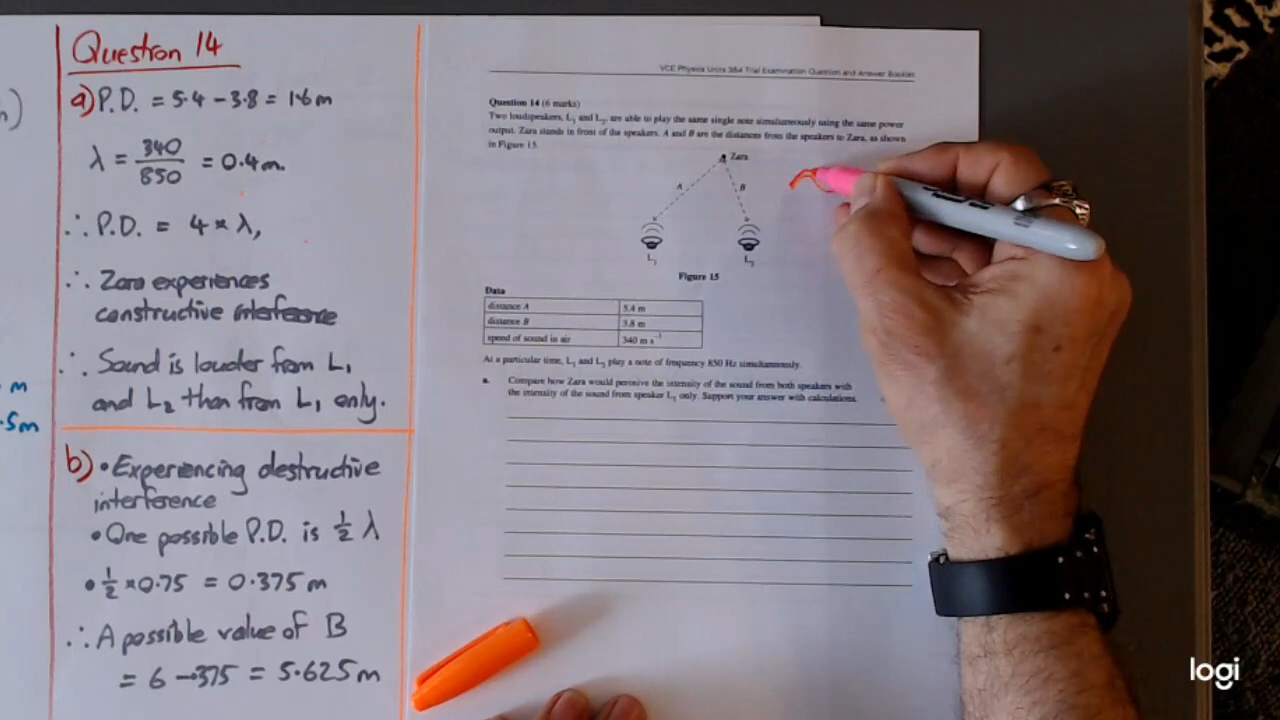 h)
m
.5m
Question 14
a) P.D. = 5.4 - 3.8 = 1.6 m
λ = 340/850 = 0.4 m.
∴ P.D. = 4 × λ,
∴ Zara experiences
constructive interference
∴ Sound is louder from L₁
and L₂ than from L₁ only.
b) • Experiencing destructive
interference
• One possible P.D. is ½ λ
• ½ × 0.75 = 0.375 m
∴ A possible value of B
= 6 - .375 = 5.625 m
VCE Physics Units 3&4 Trial Examination Question and Answer Booklet
Question 14 (6 marks)
Two loudspeakers, L₁ and L₂, are able to play the same single note simultaneously using the same power
output. Zara stands in front of the speakers. A and B are the distances from the speakers to Zara, as shown
in Figure 15.
Zara
A
B
L₁
L₂
Figure 15
Data
distance A 5.4 m
distance B 3.8 m
speed of sound in air 340 m s⁻¹
At a particular time, L₁ and L₂ play a note of frequency 850 Hz simultaneously.
a. Compare how Zara would perceive the intensity of the sound from both speakers with
the intensity of the sound from speaker L₁ only. Support your answer with calculations.
logi